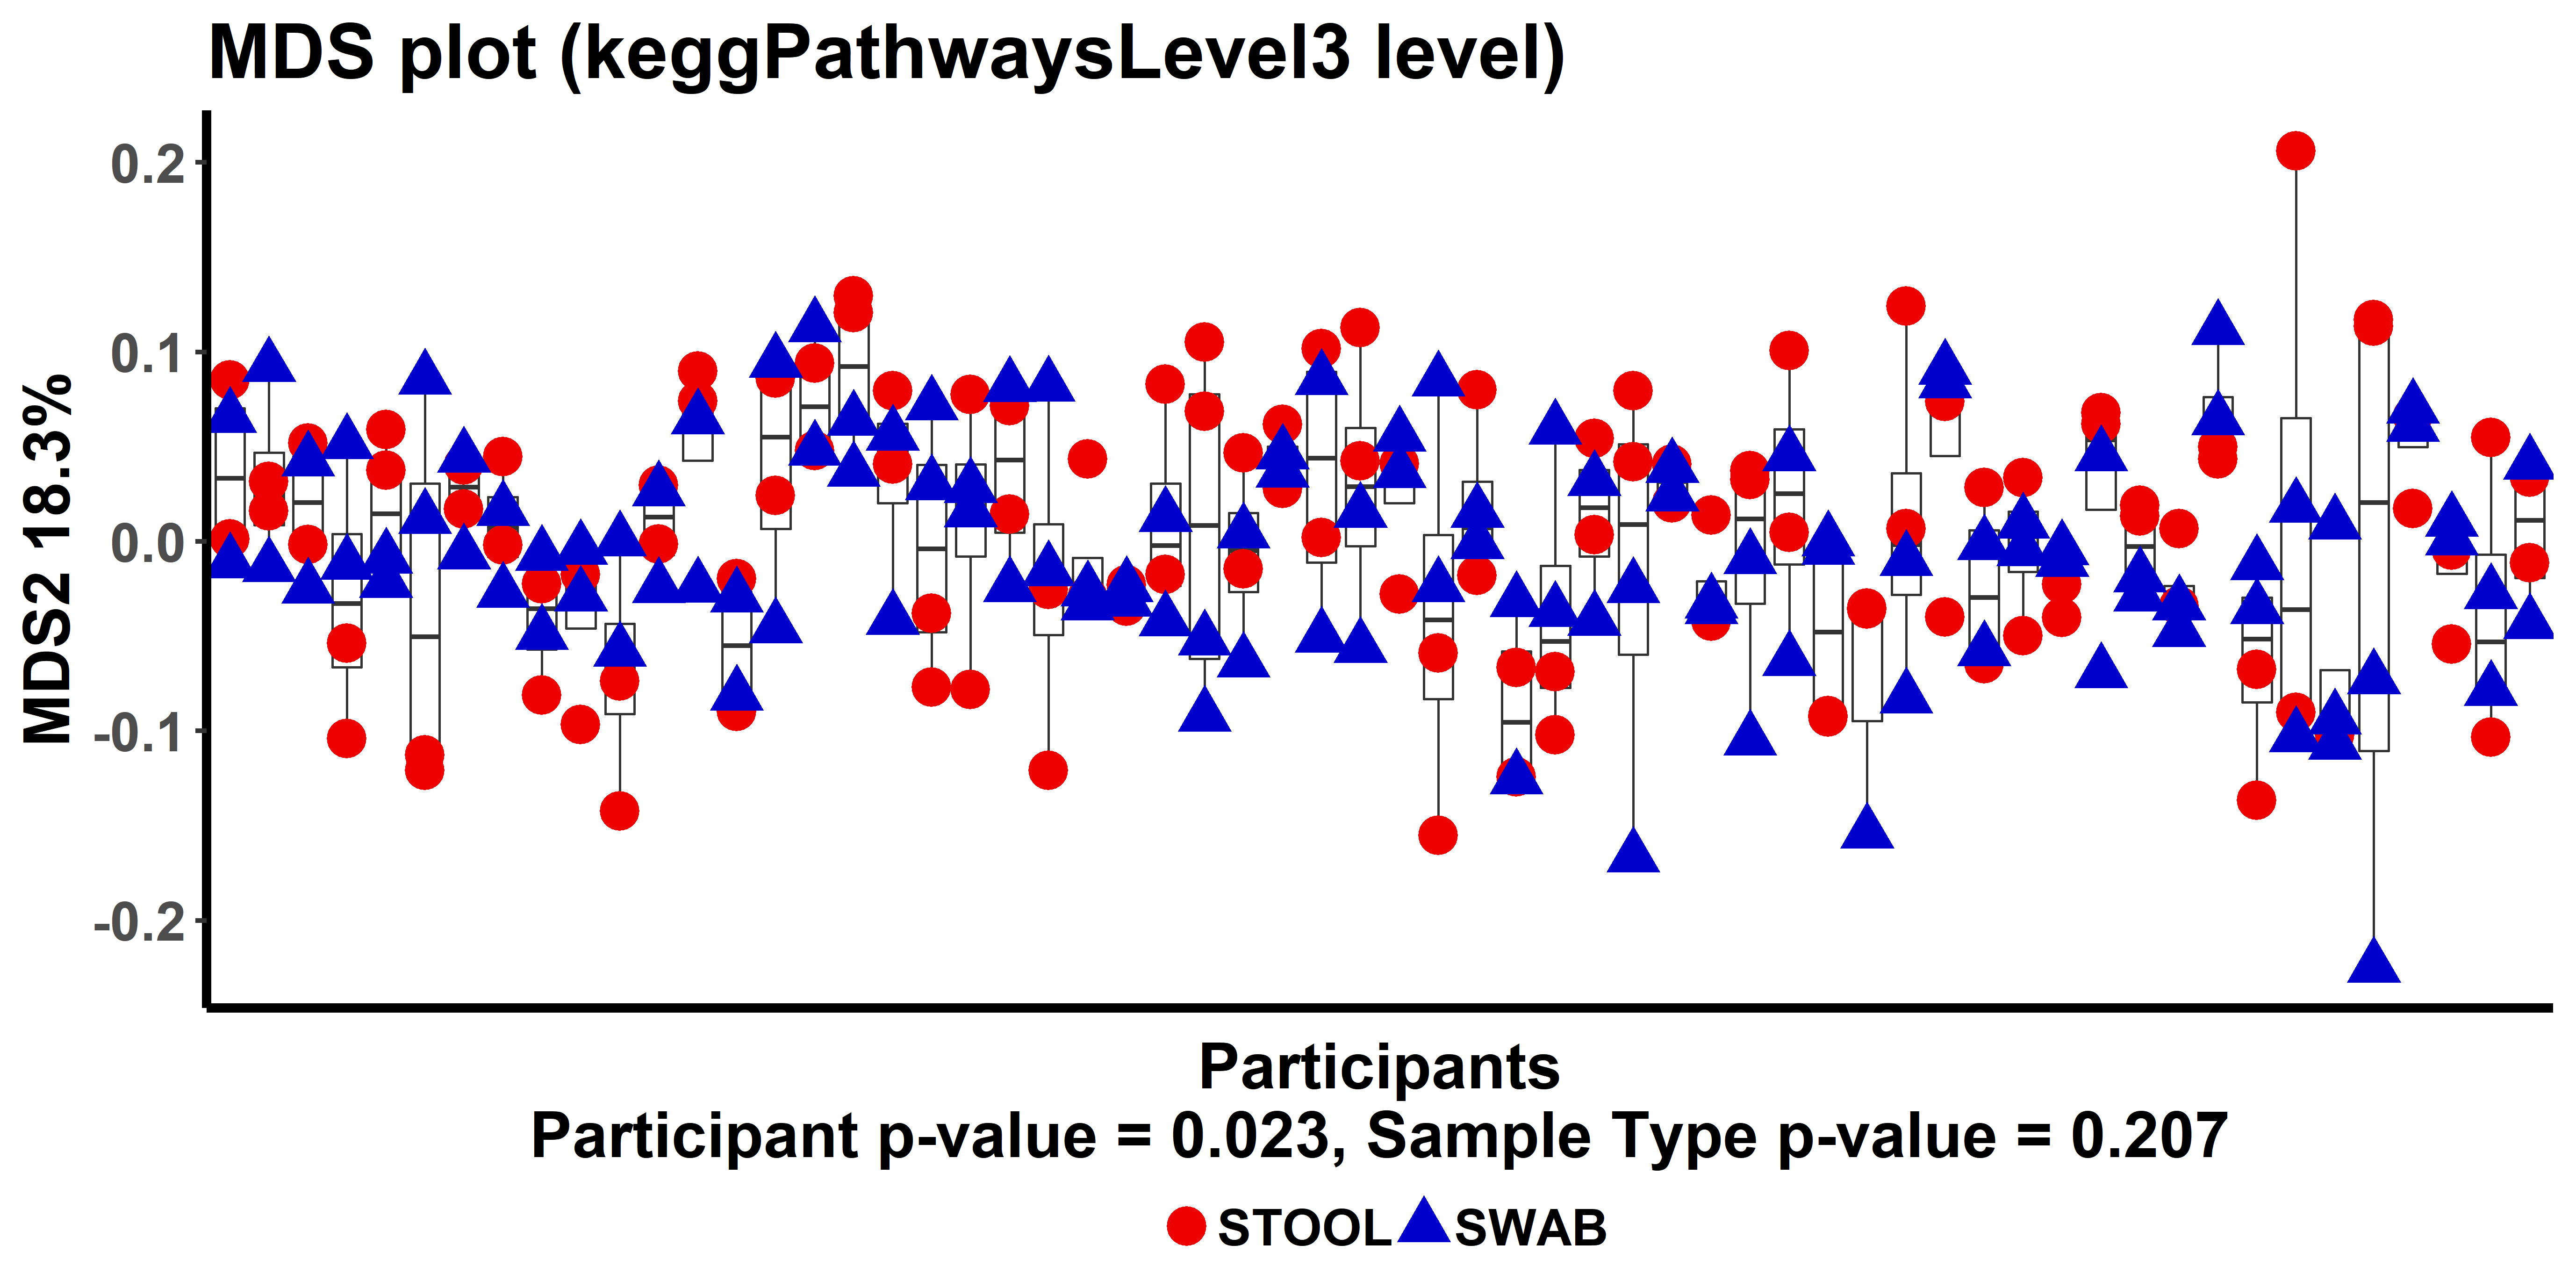 MDS plot (keggPathwaysLevel3 level)
MDS2 18.3%
0.2
0.1
0.0
-0.1
-0.2
Participants
Participant p-value = 0.023, Sample Type p-value = 0.207
STOOL SWAB